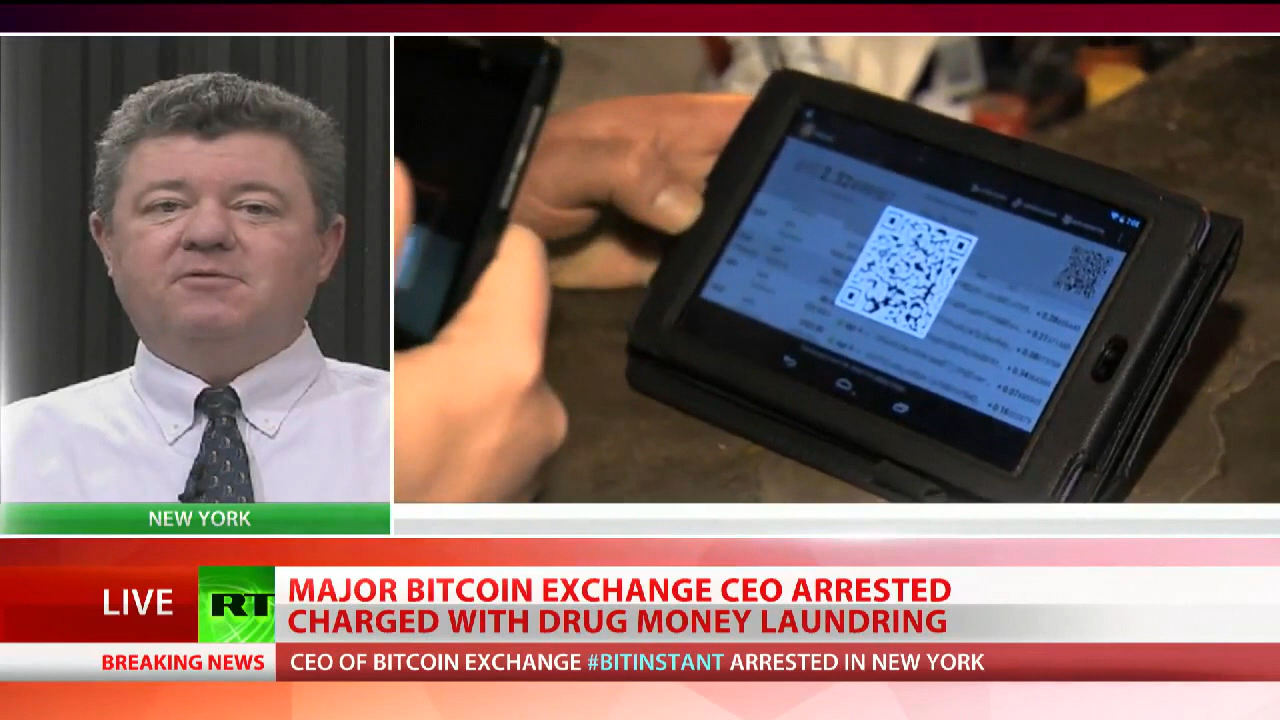 NEW YORK
LIVE
RT
MAJOR BITCOIN EXCHANGE CEO ARRESTED
CHARGED WITH DRUG MONEY LAUNDRING
BREAKING NEWS
CEO OF BITCOIN EXCHANGE #BITINSTANT ARRESTED IN NEW YORK